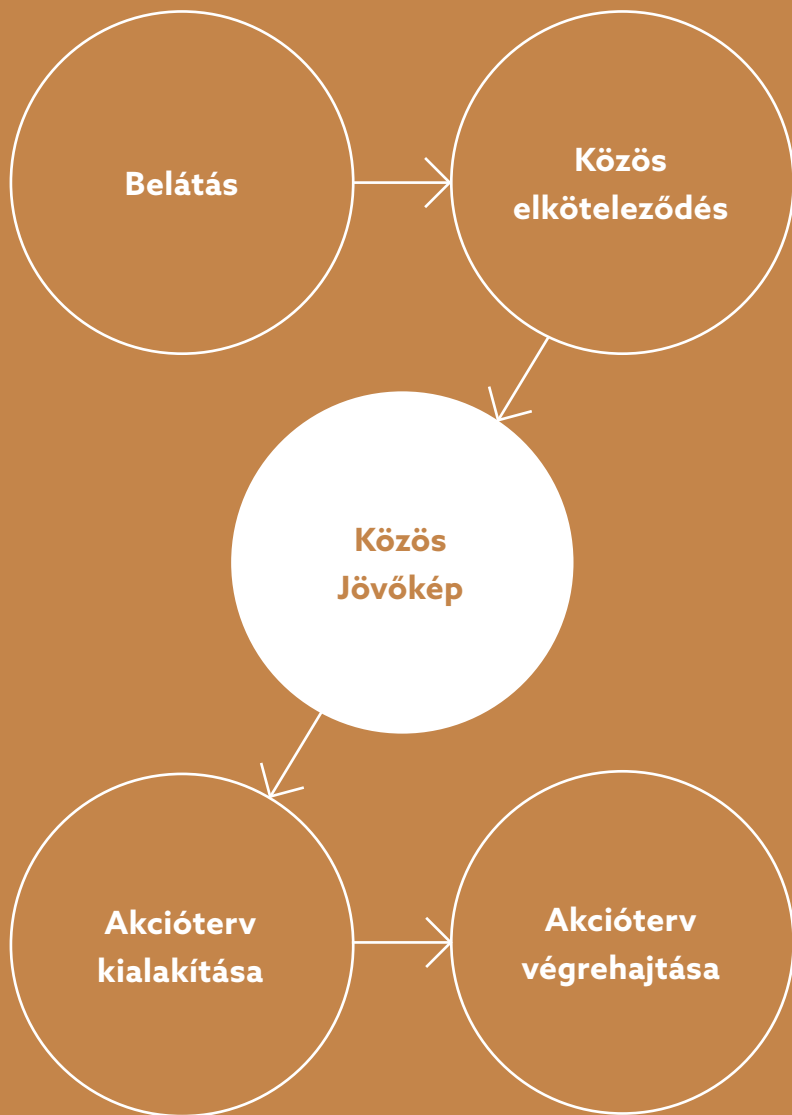 Belátás
Közös
elköteleződés
Közös
Jövőkép
Akcióterv
kialakítása
Akcióterv
végrehajtása